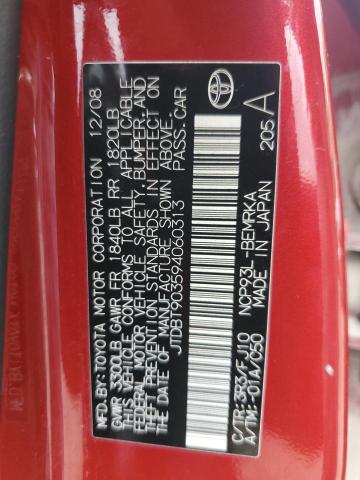 MFD.BY:TOYOTA MOTOR CORPORATION 12/08
GVWR 3300LB GAWR FR 1840LB RR 1820LB
THIS VEHICLE CONFORMS TO ALL APPLICABLE
FEDERAL MOTOR VEHICLE SAFETY, BUMPER, AND
THEFT PREVENTION STANDARDS IN EFFECT ON
THE DATE OF MANUFACTURE SHOWN ABOVE.
JTDBT903594060313 PASS.CAR
C/TR:3R3/FJ10 NCP93L-BEMRKA
A/TM:-01A/C50 MADE IN JAPAN
205 A